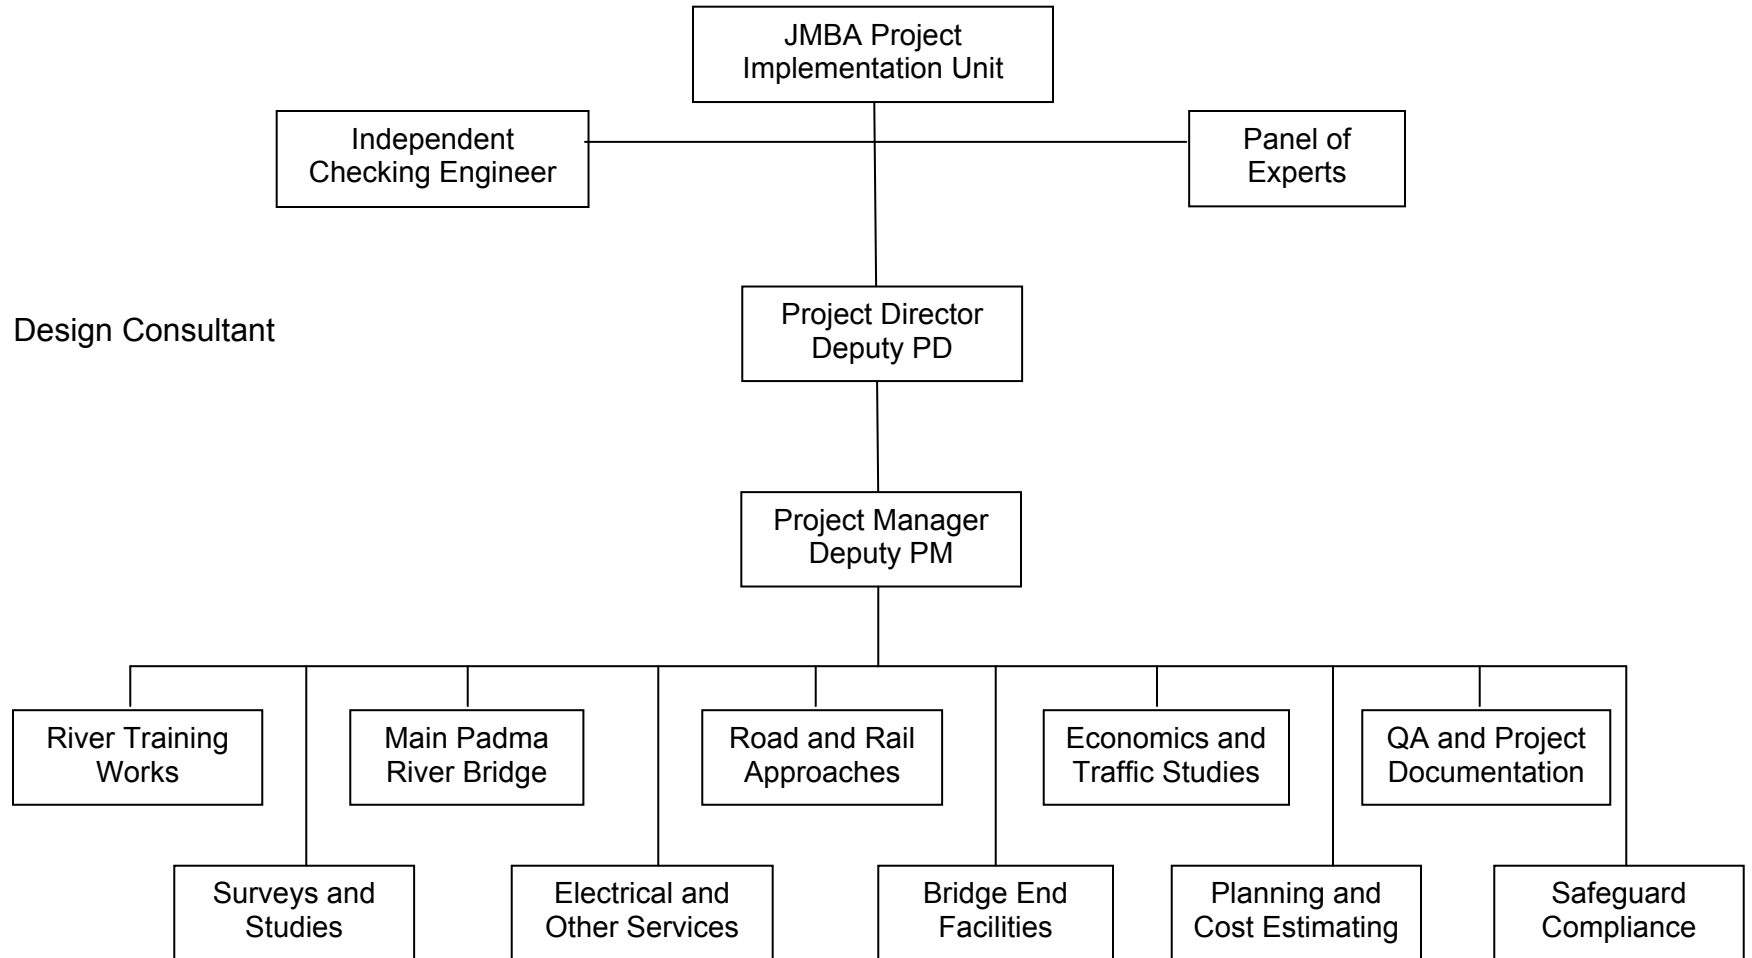 JMBA Project
Implementation Unit
Independent
Checking Engineer
Panel of
Experts
Design Consultant
Project Director
Deputy PD
Project Manager
Deputy PM
River Training
Works
Main Padma
River Bridge
Road and Rail
Approaches
Economics and
Traffic Studies
QA and Project
Documentation
Surveys and
Studies
Electrical and
Other Services
Bridge End
Facilities
Planning and
Cost Estimating
Safeguard
Compliance